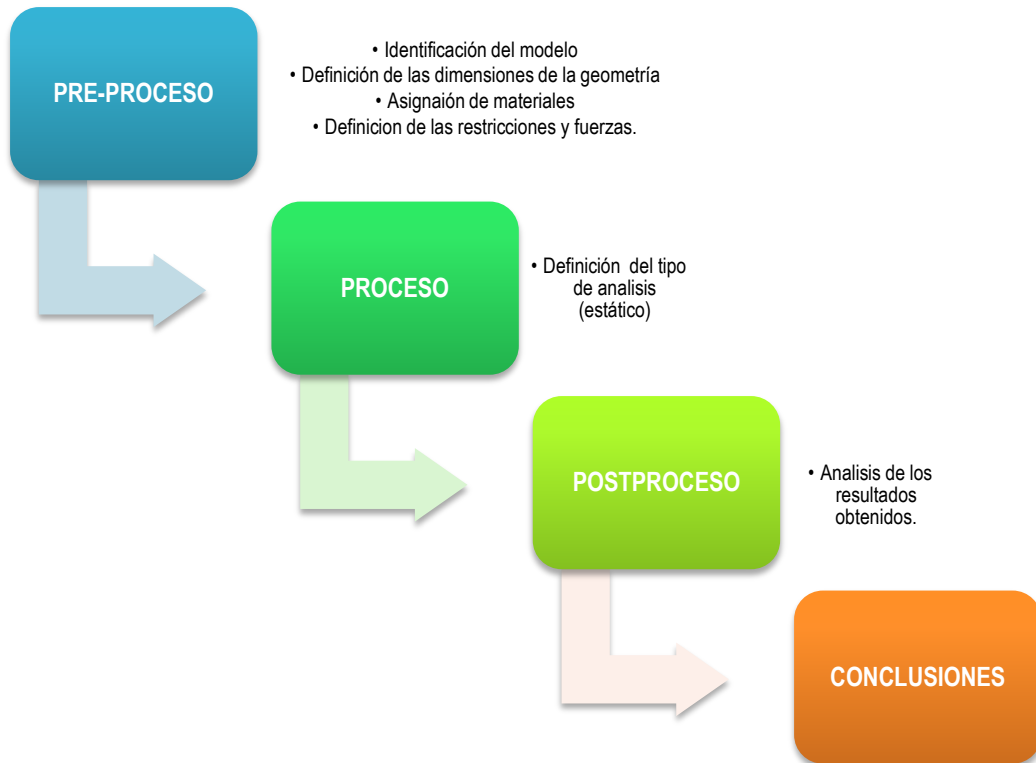 PRE-PROCESO
• Identificación del modelo
• Definición de las dimensiones de la geometría
• Asignaión de materiales
• Definicion de las restricciones y fuerzas.
PROCESO
• Definición del tipo
de analisis
(estático)
POSTPROCESO
• Analisis de los
resultados
obtenidos.
CONCLUSIONES